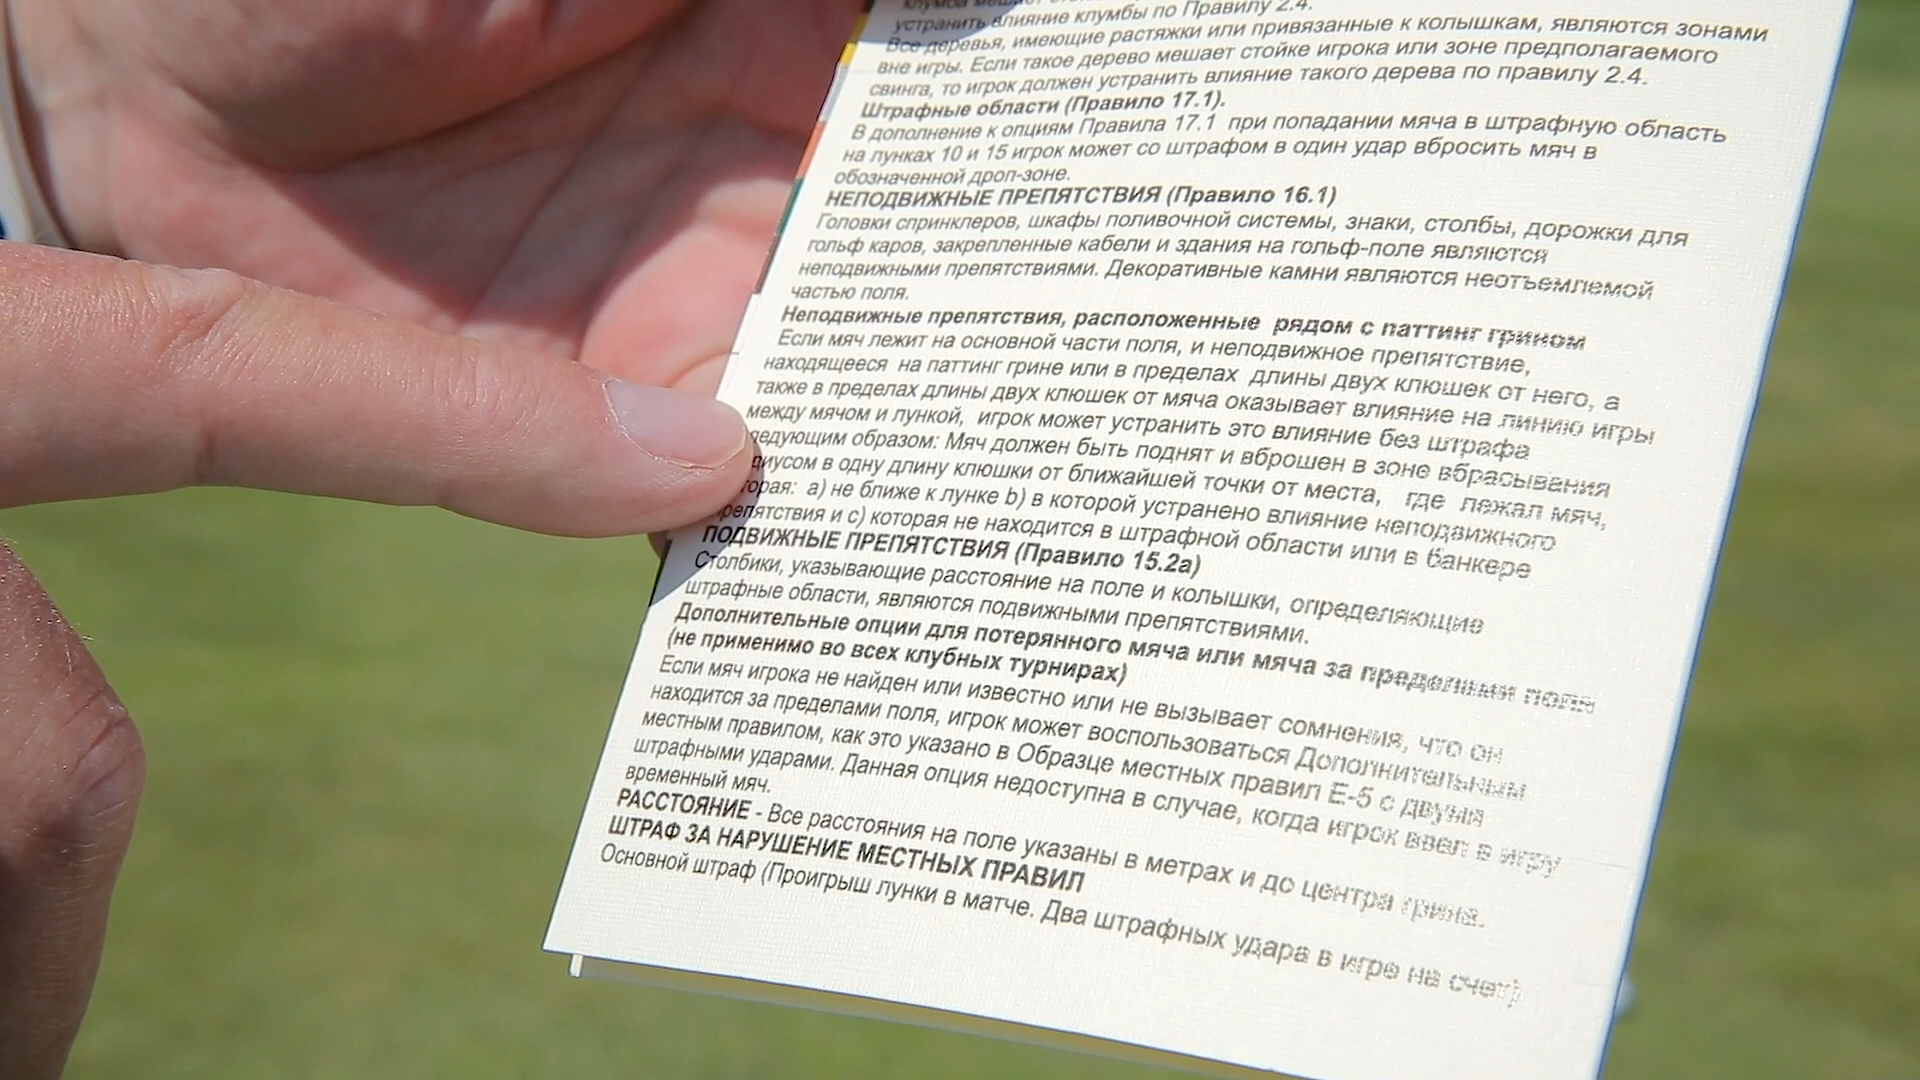 устранить влияние клумбы по Правилу 2.4.
Все деревья, имеющие растяжки или привязанные к колышкам, являются зонами
вне игры. Если такое дерево мешает стойке игрока или зоне предполагаемого
свинга, то игрок должен устранить влияние такого дерева по правилу 2.4.
Штрафные области (Правило 17.1).
В дополнение к опциям Правила 17.1 при попадании мяча в штрафную область
на лунках 10 и 15 игрок может со штрафом в один удар вбросить мяч в
обозначенной дроп-зоне.
НЕПОДВИЖНЫЕ ПРЕПЯТСТВИЯ (Правило 16.1)
Головки спринклеров, шкафы поливочной системы, знаки, столбы, дорожки для
гольф каров, закрепленные кабели и здания на гольф-поле являются
неподвижными препятствиями. Декоративные камни являются неотъемлемой
частью поля.
Неподвижные препятствия, расположенные рядом с паттинг грином
Если мяч лежит на основной части поля, и неподвижное препятствие,
находящееся на паттинг грине или в пределах длины двух клюшек от него, а
также в пределах длины двух клюшек от мяча оказывает влияние на линию игры
между мячом и лункой, игрок может устранить это влияние без штрафа
ледующим образом: Мяч должен быть поднят и вброшен в зоне вбрасывания
диусом в одну длину клюшки от ближайшей точки от места, где лежал мяч,
торая: a) не ближе к лунке b) в которой устранено влияние неподвижного
репятствия и c) которая не находится в штрафной области или в банкере
ПОДВИЖНЫЕ ПРЕПЯТСТВИЯ (Правило 15.2а)
Столбики, указывающие расстояние на поле и колышки, определяющие
штрафные области, являются подвижными препятствиями.
Дополнительные опции для потерянного мяча или мяча за пределами поля
(не применимо во всех клубных турнирах)
Если мяч игрока не найден или известно или не вызывает сомнения, что он
находится за пределами поля, игрок может воспользоваться Дополнительным
местным правилом, как это указано в Образце местных правил Е-5 с двумя
штрафными ударами. Данная опция недоступна в случае, когда игрок ввел в игру
временный мяч.
РАССТОЯНИЕ - Все расстояния на поле указаны в метрах и до центра грина.
ШТРАФ ЗА НАРУШЕНИЕ МЕСТНЫХ ПРАВИЛ
Основной штраф (Проигрыш лунки в матче. Два штрафных удара в игре на счет)